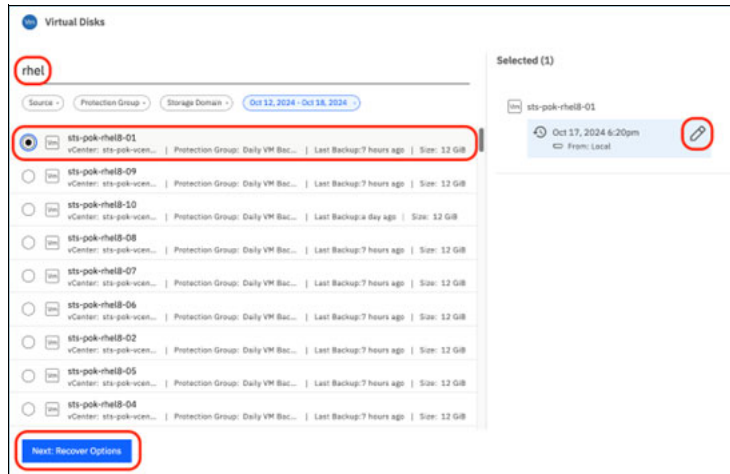 Vm Virtual Disks
rhel
Source
Protection Group
Storage Domain
Oct 12, 2024 - Oct 18, 2024
Vm sts-pok-rhel8-01
vCenter: sts-pok-vcen... | Protection Group: Daily VM Bac... | Last Backup:7 hours ago | Size: 12 GiB
Vm sts-pok-rhel8-09
vCenter: sts-pok-vcen... | Protection Group: Daily VM Bac... | Last Backup:7 hours ago | Size: 12 GiB
Vm sts-pok-rhel8-10
vCenter: sts-pok-vcen... | Protection Group: Daily VM Bac... | Last Backup:a day ago | Size: 12 GiB
Vm sts-pok-rhel8-08
vCenter: sts-pok-vcen... | Protection Group: Daily VM Bac... | Last Backup:7 hours ago | Size: 12 GiB
Vm sts-pok-rhel8-07
vCenter: sts-pok-vcen... | Protection Group: Daily VM Bac... | Last Backup:7 hours ago | Size: 12 GiB
Vm sts-pok-rhel8-06
vCenter: sts-pok-vcen... | Protection Group: Daily VM Bac... | Last Backup:7 hours ago | Size: 12 GiB
Vm sts-pok-rhel8-02
vCenter: sts-pok-vcen... | Protection Group: Daily VM Bac... | Last Backup:7 hours ago | Size: 12 GiB
Vm sts-pok-rhel8-05
vCenter: sts-pok-vcen... | Protection Group: Daily VM Bac... | Last Backup:7 hours ago | Size: 12 GiB
Vm sts-pok-rhel8-04
vCenter: sts-pok-vcen... | Protection Group: Daily VM Bac... | Last Backup:7 hours ago | Size: 12 GiB
Next: Recover Options
Selected (1)
Vm sts-pok-rhel8-01
Oct 17, 2024 6:20pm
From: Local